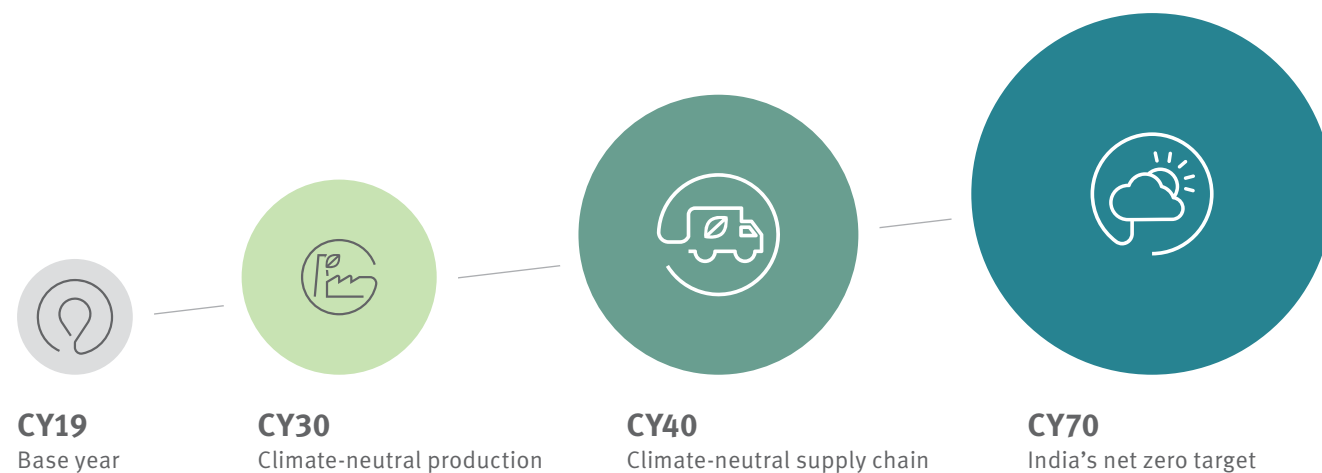 CY19
Base year
CY30
Climate-neutral production
CY40
Climate-neutral supply chain
CY70
India’s net zero target